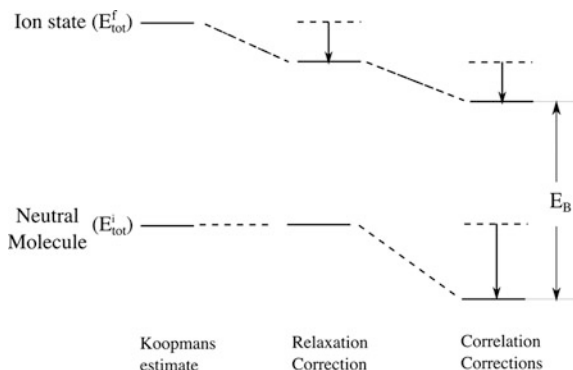 Ion state (E^f_tot)
E_B
Neutral
Molecule
(E^i_tot)
Koopmans
estimate
Relaxation
Correction
Correlation
Corrections